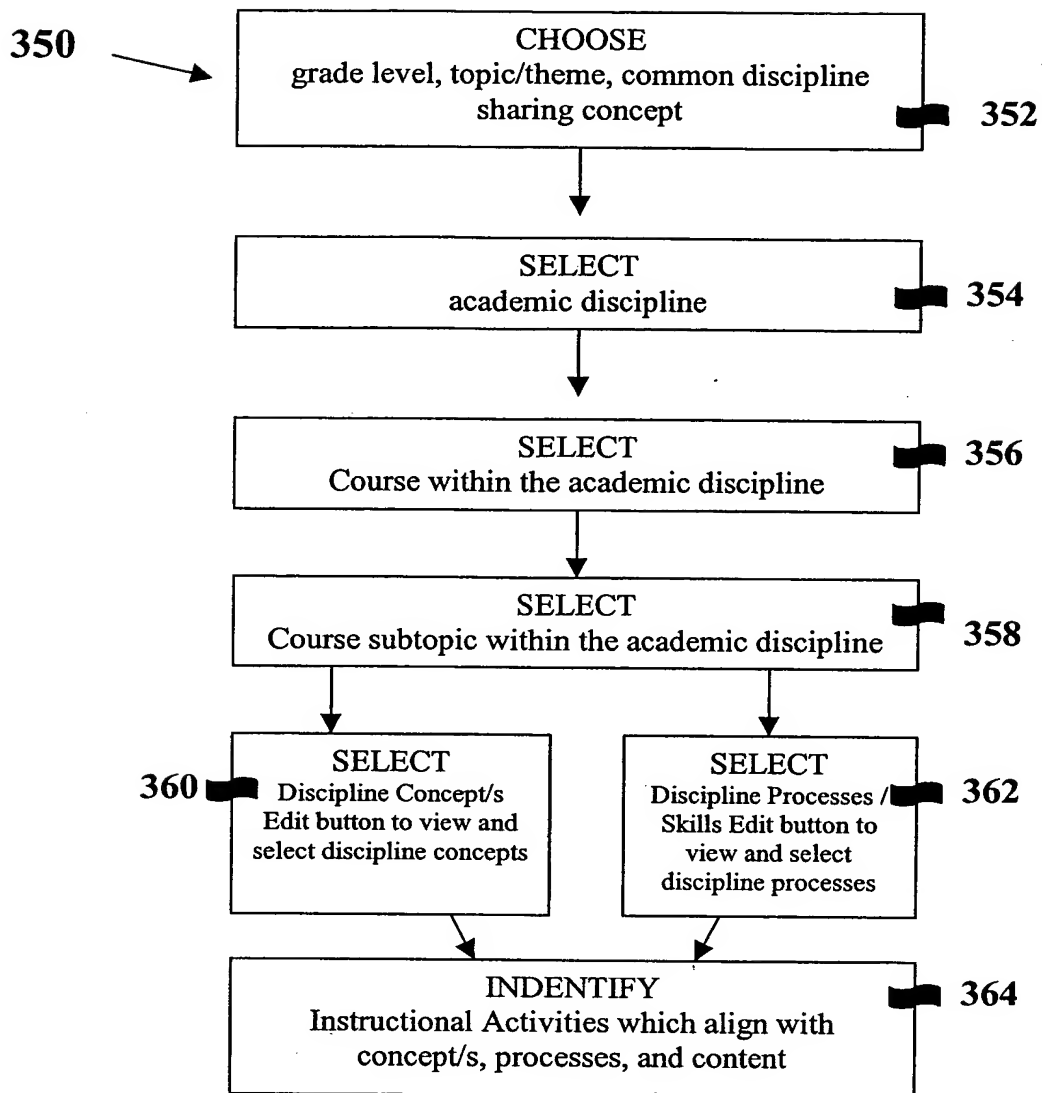 350
CHOOSE
grade level, topic/theme, common discipline
sharing concept
352
SELECT
academic discipline
354
SELECT
Course within the academic discipline
356
SELECT
Course subtopic within the academic discipline
358
360
SELECT
Discipline Concept/s
Edit button to view and
select discipline concepts
SELECT
Discipline Processes /
Skills Edit button to
view and select
discipline processes
362
INDENTIFY
Instructional Activities which align with
concept/s, processes, and content
364